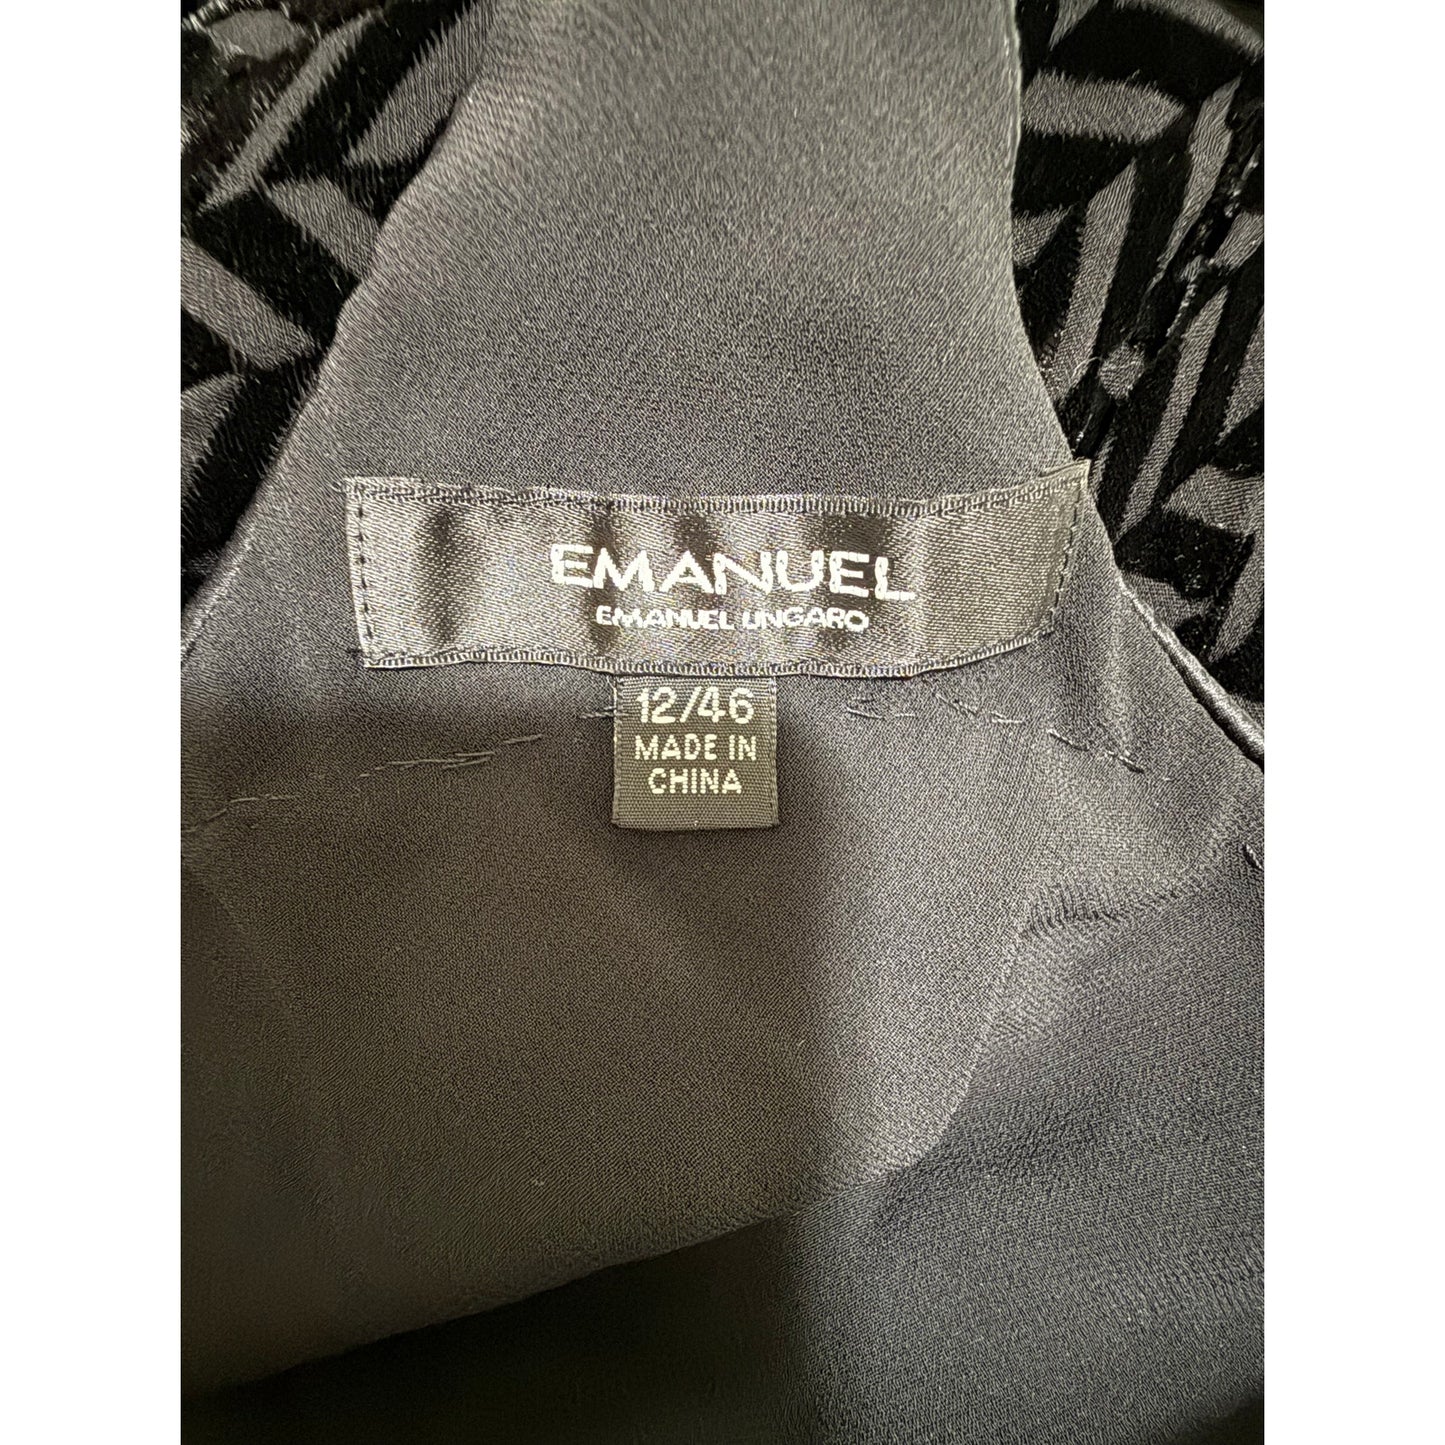 EMANUEL
EMANUEL UNGARO
12/46
MADE IN
CHINA